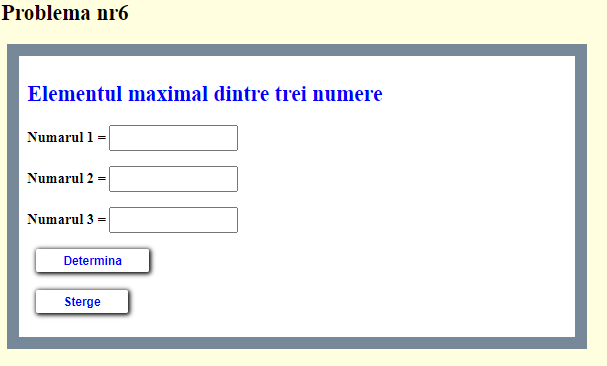 Problema nr6
Elementul maximal dintre trei numere
Numarul 1 =
Numarul 2 =
Numarul 3 =
Determina
Sterge